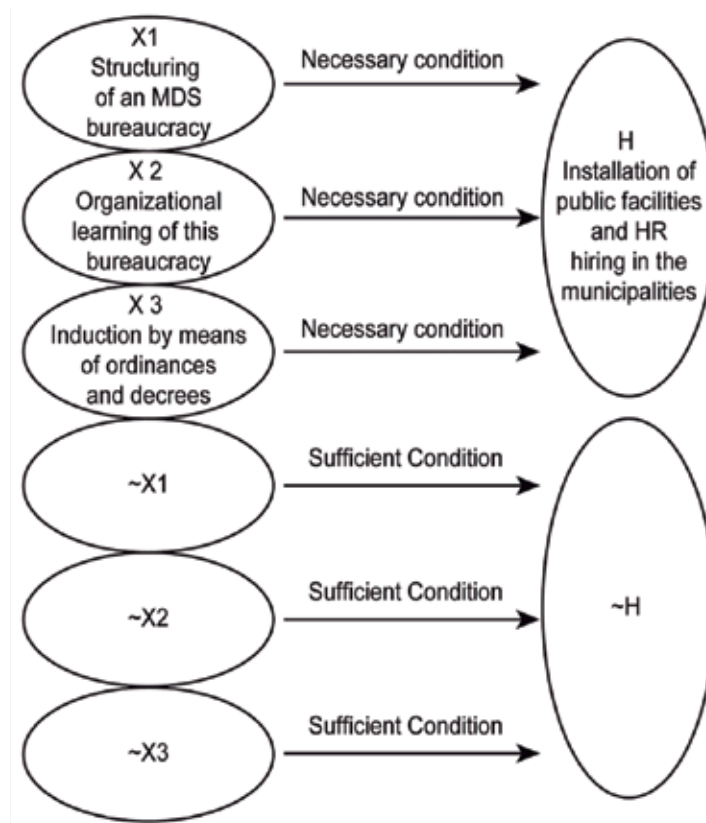 X1
Structuring
of an MDS
bureaucracy
Necessary condition
X 2
Organizational
learning of this
bureaucracy
Necessary condition
X 3
Induction by means
of ordinances
and decrees
Necessary condition
H
Installation of
public facilities
and HR
hiring in the
municipalities
~X1
Sufficient Condition
~X2
Sufficient Condition
~X3
Sufficient Condition
~H